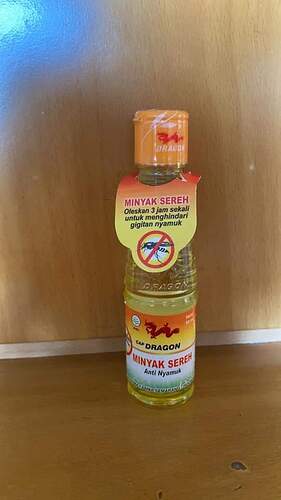 DRAGON
MINYAK SEREH
Oleskan 3 jam sekali
untuk menghindari
gigitan nyamuk
DRAGON
CAP DRAGON
MINYAK SEREH
Anti Nyamuk